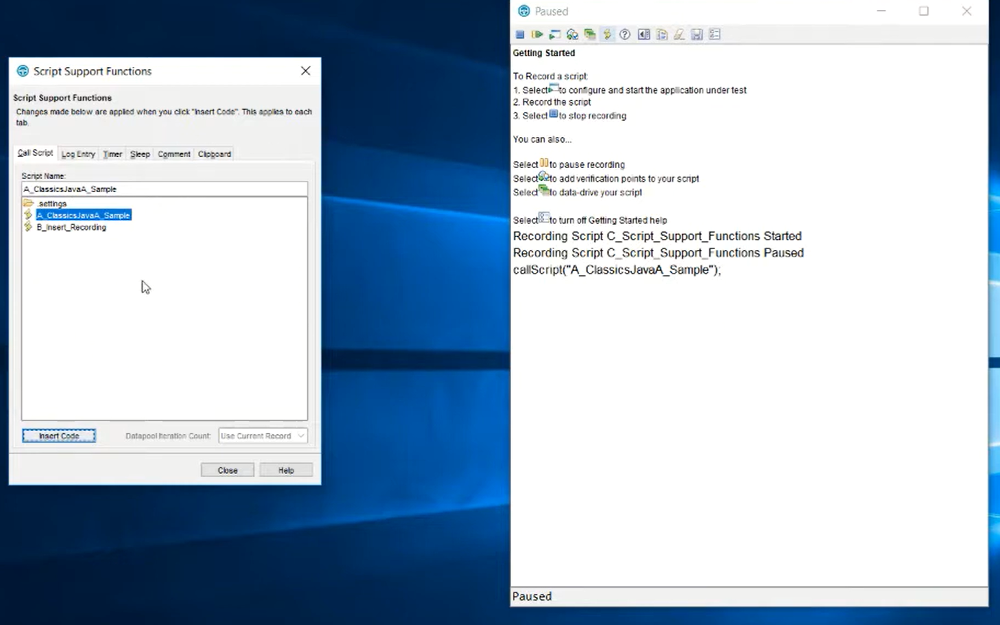 Script Support Functions
Script Support Functions
Changes made below are applied when you click "Insert Code". This applies to each
tab.
Call Script Log Entry Timer Sleep Comment Clipboard
Script Name:
A_ClassicsJavaA_Sample
.settings
A_ClassicsJavaA_Sample
B_Insert_Recording
Insert Code Datapool Iteration Count: Use Current Record
Close Help
Paused
Getting Started
To Record a script:
1. Select to configure and start the application under test
2. Record the script
3. Select to stop recording
You can also...
Select to pause recording
Select to add verification points to your script
Select to data-drive your script
Select to turn off Getting Started help
Recording Script C_Script_Support_Functions Started
Recording Script C_Script_Support_Functions Paused
callScript("A_ClassicsJavaA_Sample");
Paused